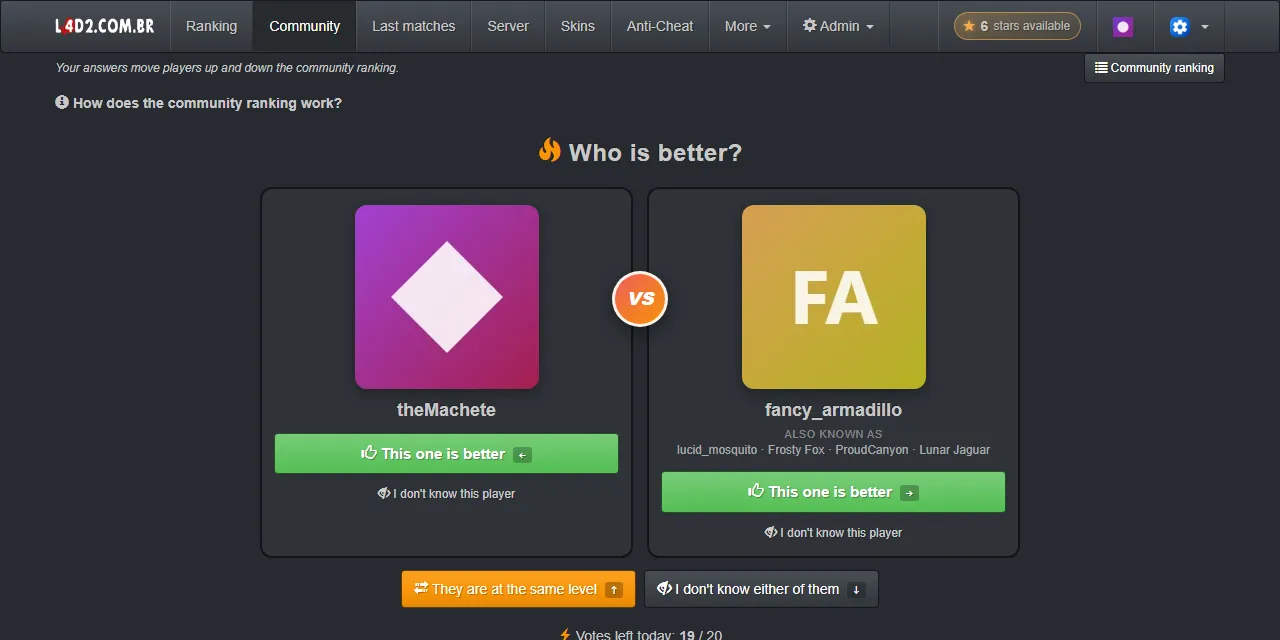 L4D2.COM.BR Ranking Community Last matches Server Skins Anti-Cheat More Admin 6 stars available
Your answers move players up and down the community ranking.
Community ranking
How does the community ranking work?
Who is better?
VS
FA
theMachete
fancy_armadillo
ALSO KNOWN AS
lucid_mosquito · Frosty Fox · ProudCanyon · Lunar Jaguar
This one is better ←
This one is better →
I don't know this player
I don't know this player
They are at the same level ↑
I don't know either of them ↓
Votes left today: 19 / 20